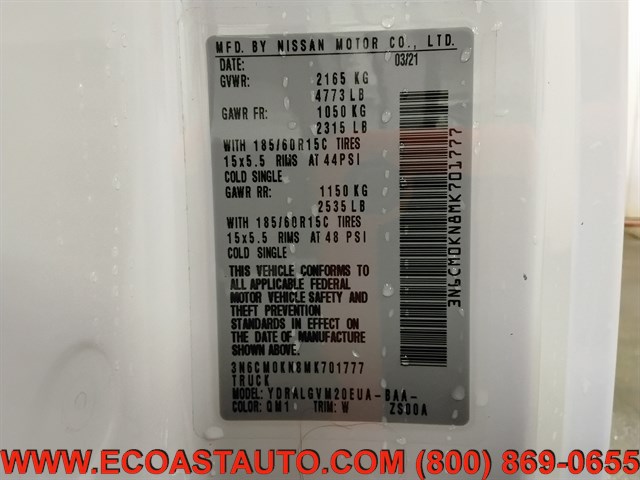 MFD. BY NISSAN MOTOR CO., LTD.
DATE: 03/21
GVWR: 2165 KG
4773 LB
GAWR FR: 1050 KG
2315 LB
WITH 185/60R15C TIRES
15x5.5 RIMS AT 44PSI
COLD SINGLE
GAWR RR: 1150 KG
2535 LB
WITH 185/60R15C TIRES
15x5.5 RIMS AT 48 PSI
COLD SINGLE
THIS VEHICLE CONFORMS TO
ALL APPLICABLE FEDERAL
MOTOR VEHICLE SAFETY AND
THEFT PREVENTION
STANDARDS IN EFFECT ON
THE DATE OF MANUFACTURE
SHOWN ABOVE.
3N6CM0KN8MK701777
TRUCK
MODEL: YDRALGVM20EUA-BAA-
COLOR: QM1 TRIM: W ZS00A
3N6CM0KN8MK701777
WWW.ECOASTAUTO.COM (800) 869-0655